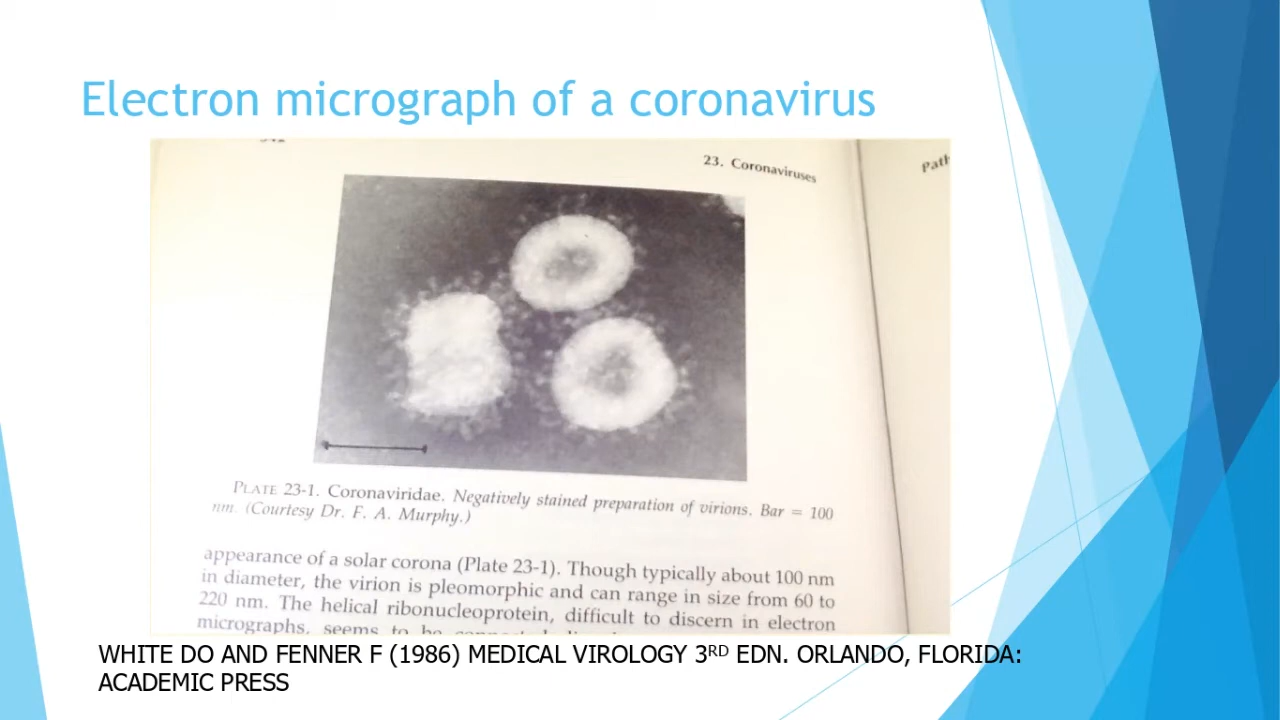 Electron micrograph of a coronavirus
23. Coronaviruses
Path
PLATE 23-1. Coronaviridae. Negatively stained preparation of virions. Bar = 100
nm. (Courtesy Dr. F. A. Murphy.)
appearance of a solar corona (Plate 23-1). Though typically about 100 nm
in diameter, the virion is pleomorphic and can range in size from 60 to
220 nm. The helical ribonucleoprotein, difficult to discern in electron
micrographs, seems to be
WHITE DO AND FENNER F (1986) MEDICAL VIROLOGY 3RD EDN. ORLANDO, FLORIDA:
ACADEMIC PRESS